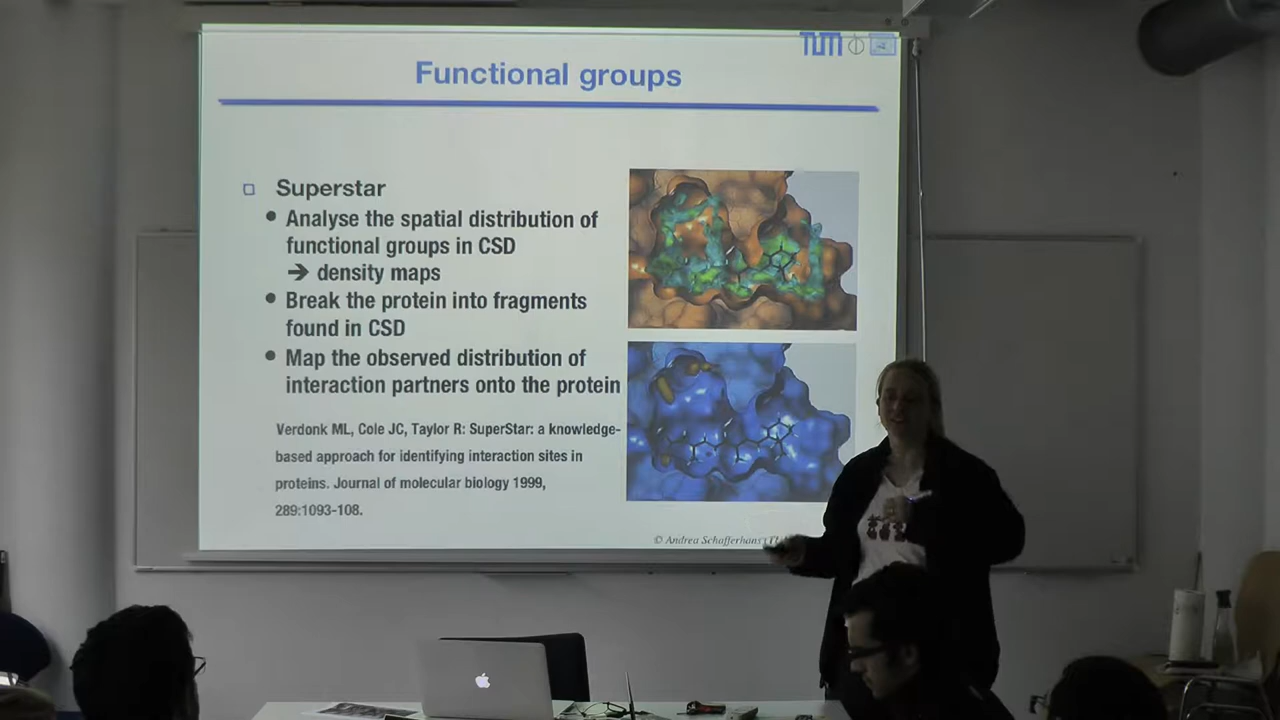 TUM
Functional groups
Superstar
Analyse the spatial distribution of
functional groups in CSD
→ density maps
Break the protein into fragments
found in CSD
Map the observed distribution of
interaction partners onto the protein
Verdonk ML, Cole JC, Taylor R: SuperStar: a knowledge-
based approach for identifying interaction sites in
proteins. Journal of molecular biology 1999,
289:1093-108.
© Andrea Schafferhans